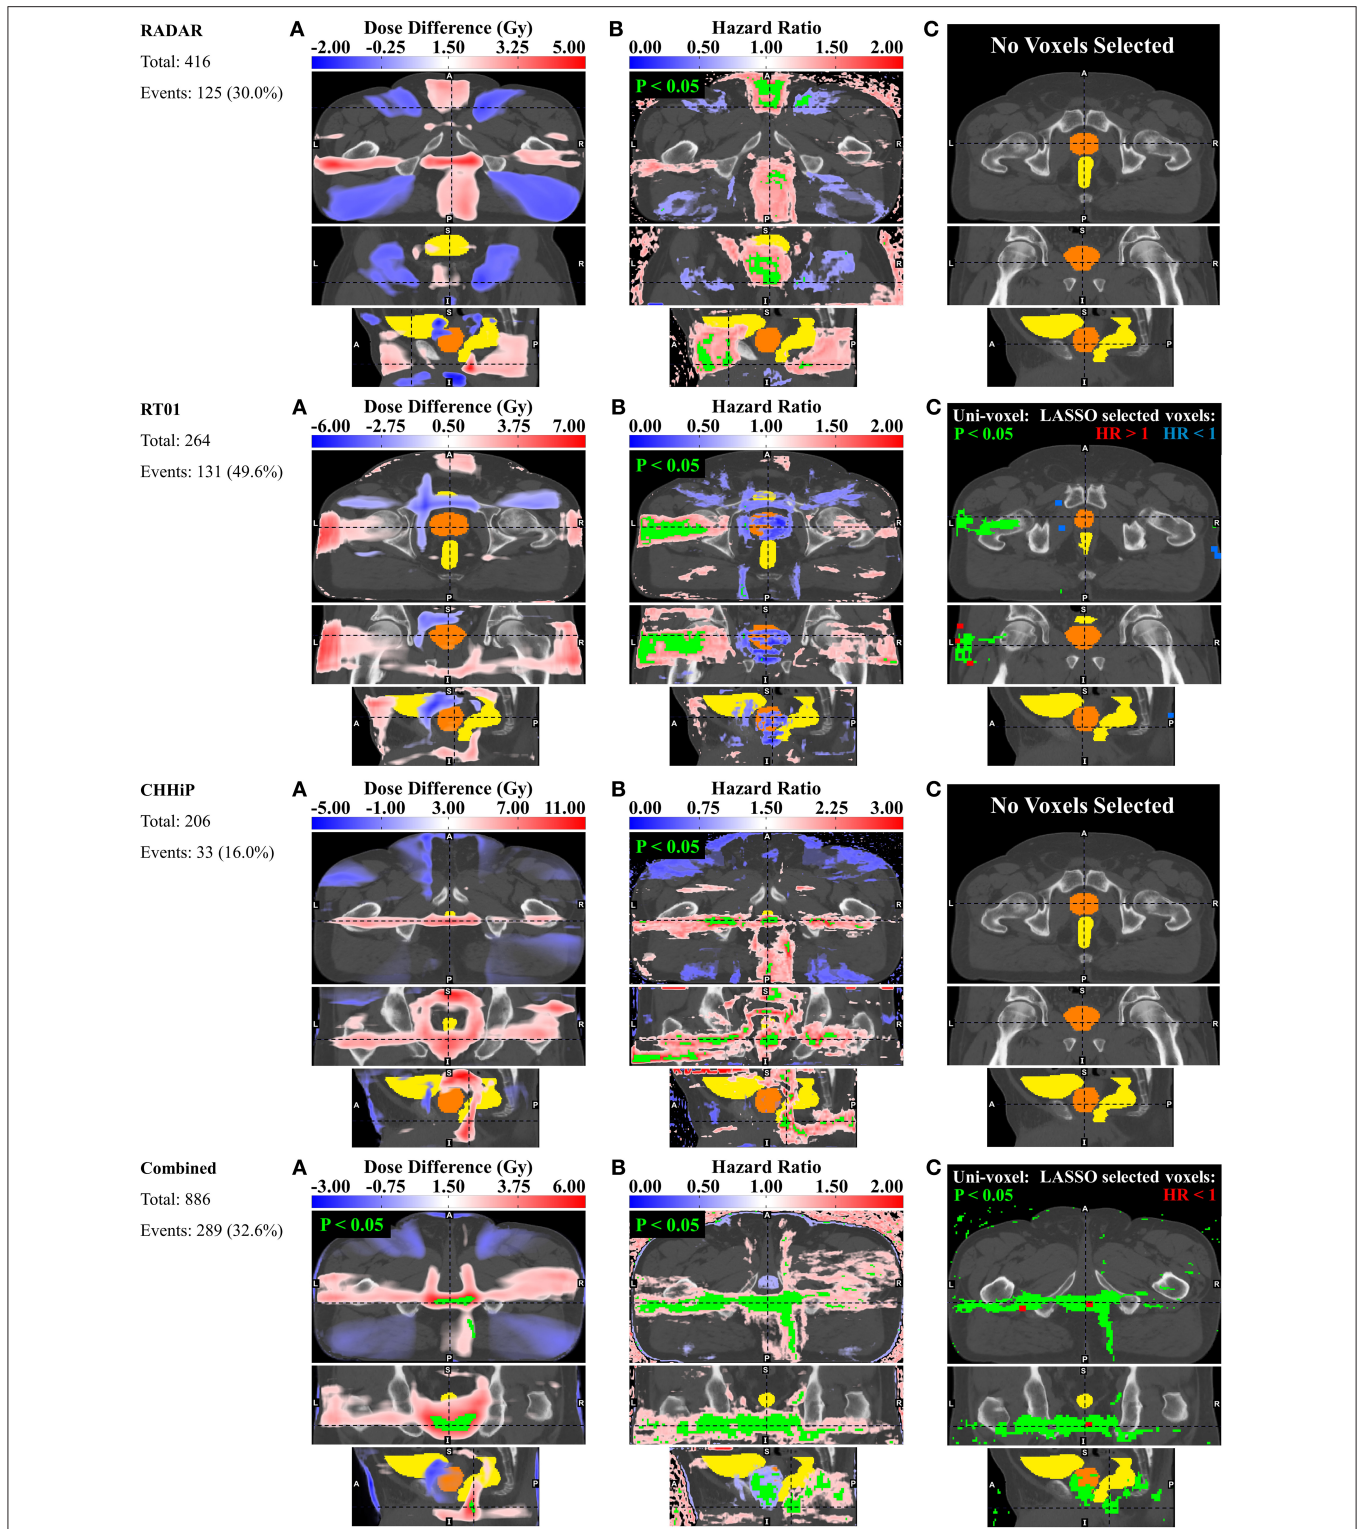 RADAR
Total: 416
Events: 125 (30.0%)
A Dose Difference (Gy)
-2.00 -0.25 1.50 3.25 5.00
A
L R
P
S
L R
I
S
A P
I
B Hazard Ratio
0.00 0.50 1.00 1.50 2.00
P < 0.05
A
L R
P
S
L R
I
S
A P
I
C
No Voxels Selected
A
L R
P
S
L R
I
S
A P
I
RT01
Total: 264
Events: 131 (49.6%)
A Dose Difference (Gy)
-6.00 -2.75 0.50 3.75 7.00
A
L R
P
S
L R
I
S
A P
I
B Hazard Ratio
0.00 0.50 1.00 1.50 2.00
P < 0.05
A
L R
P
S
L R
I
S
A P
I
C Uni-voxel: LASSO selected voxels:
P < 0.05 HR > 1 HR < 1
A
L R
P
S
L R
I
S
A P
I
CHHiP
Total: 206
Events: 33 (16.0%)
A Dose Difference (Gy)
-5.00 -1.00 3.00 7.00 11.00
A
L R
P
S
L R
I
S
A P
I
B Hazard Ratio
0.00 0.75 1.50 2.25 3.00
P < 0.05
A
L R
P
S
L R
I
S
A P
I
C
No Voxels Selected
A
L R
P
S
L R
I
S
A P
I
Combined
Total: 886
Events: 289 (32.6%)
A Dose Difference (Gy)
-3.00 -0.75 1.50 3.75 6.00
P < 0.05
A
L R
P
S
L R
I
S
A P
I
B Hazard Ratio
0.00 0.50 1.00 1.50 2.00
P < 0.05
A
L R
P
S
L R
I
S
A P
I
C Uni-voxel: LASSO selected voxels:
P < 0.05 HR < 1
A
L R
P
S
L R
I
S
A P
I